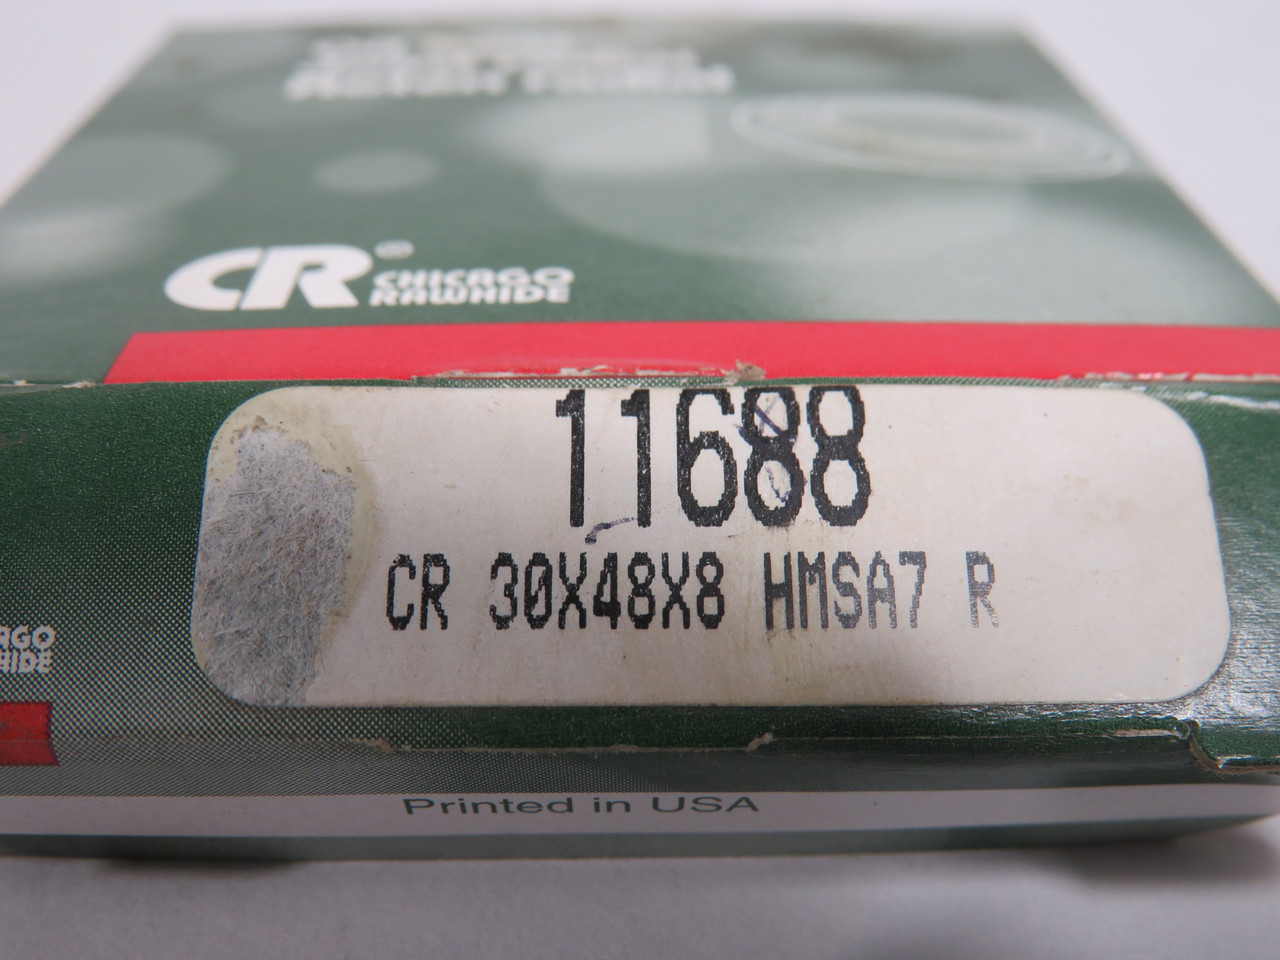 CR® CHICAGO
RAWHIDE
11688
CR 30X48X8 HMSA7 R
Printed in USA